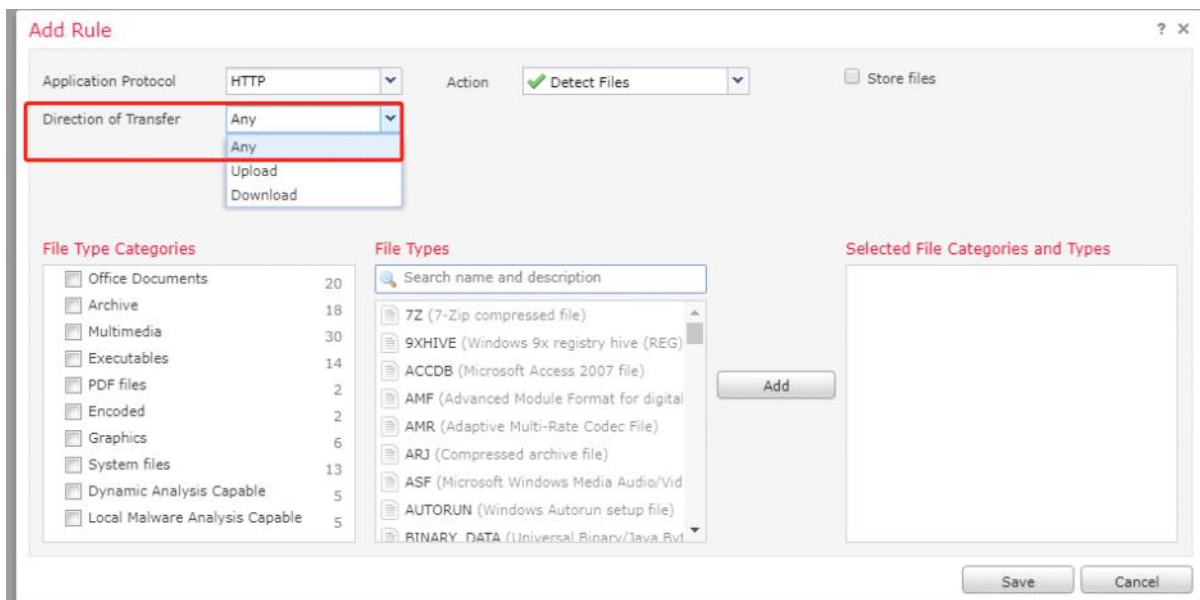 Add Rule
? X
Application Protocol HTTP Action Detect Files Store files
Direction of Transfer Any
Any
Upload
Download
File Type Categories
Office Documents 20
Archive 18
Multimedia 30
Executables 14
PDF files 2
Encoded 2
Graphics 6
System files 13
Dynamic Analysis Capable 5
Local Malware Analysis Capable 5
File Types
Search name and description
7Z (7-Zip compressed file)
9XHIVE (Windows 9x registry hive (REG)
ACCDB (Microsoft Access 2007 file)
AMF (Advanced Module Format for digital
AMR (Adaptive Multi-Rate Codec File)
ARJ (Compressed archive file)
ASF (Microsoft Windows Media Audio/Vid
AUTORUN (Windows Autorun setup file)
BINARY_DATA (Universal Binary/Java Byt
Add
Selected File Categories and Types
Save Cancel